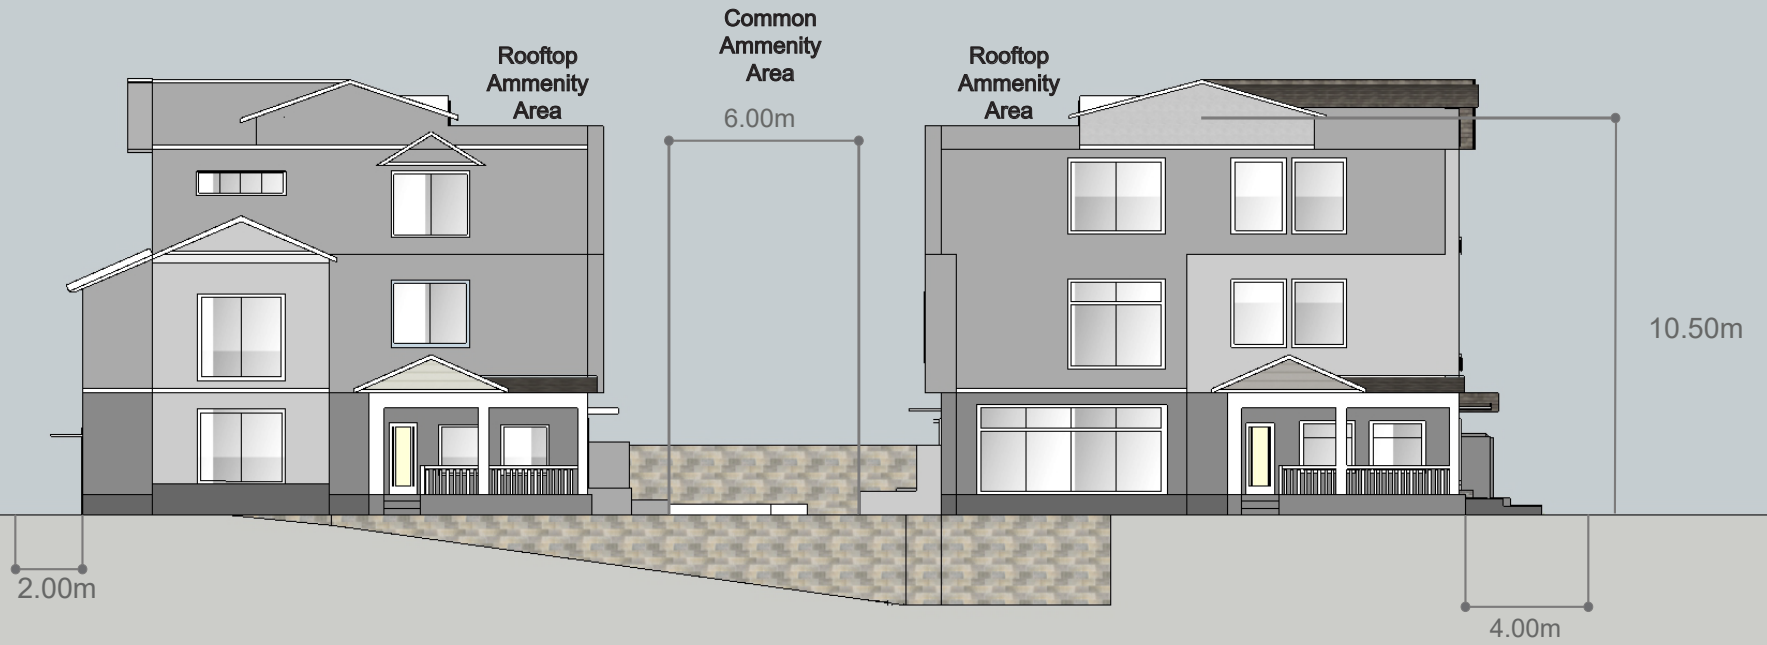 Common
Ammenity
Area
Rooftop
Ammenity
Area
Rooftop
Ammenity
Area
6.00m
10.50m
2.00m
4.00m